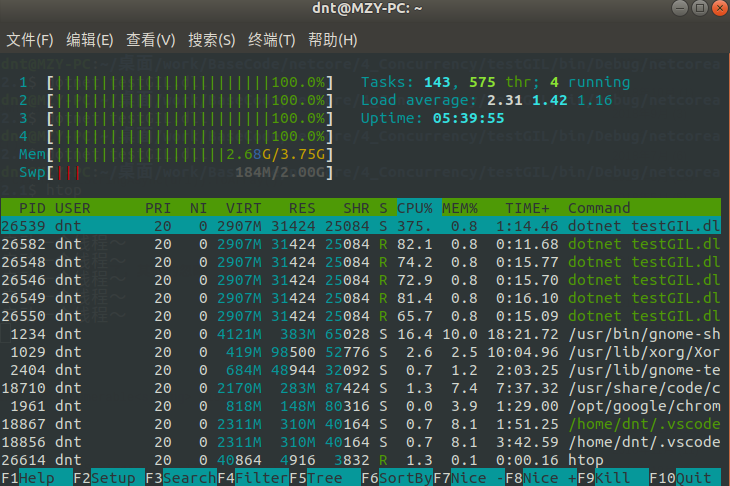 dnt@MZY-PC: ~
文件(F) 编辑(E) 查看(V) 搜索(S) 终端(T) 帮助(H)
1 [||||||||||||||||||||||||100.0%] Tasks: 143, 575 thr; 4 running
2 [||||||||||||||||||||||||100.0%] Load average: 2.31 1.42 1.16
3 [||||||||||||||||||||||||100.0%] Uptime: 05:39:55
4 [||||||||||||||||||||||||100.0%]
Mem[|||||||||||||||||||2.68G/3.75G]
Swp[||| 184M/2.00G]
PID USER PRI NI VIRT RES SHR S CPU% MEM% TIME+ Command
26539 dnt 20 0 2907M 31424 25084 S 375. 0.8 1:14.46 dotnet testGIL.dl
26582 dnt 20 0 2907M 31424 25084 R 82.1 0.8 0:11.68 dotnet testGIL.dl
26548 dnt 20 0 2907M 31424 25084 R 74.2 0.8 0:15.77 dotnet testGIL.dl
26546 dnt 20 0 2907M 31424 25084 R 72.9 0.8 0:15.70 dotnet testGIL.dl
26549 dnt 20 0 2907M 31424 25084 R 81.4 0.8 0:16.10 dotnet testGIL.dl
26550 dnt 20 0 2907M 31424 25084 R 65.7 0.8 0:15.09 dotnet testGIL.dl
1234 dnt 20 0 4121M 383M 65028 S 16.4 10.0 18:21.72 /usr/bin/gnome-sh
1029 dnt 20 0 419M 98500 52776 S 2.6 2.5 10:04.96 /usr/lib/xorg/Xor
2404 dnt 20 0 684M 48944 32092 S 0.7 1.2 2:03.25 /usr/lib/gnome-te
18710 dnt 20 0 2170M 283M 87424 S 1.3 7.4 7:37.32 /usr/share/code/c
1961 dnt 20 0 818M 148M 80316 S 0.0 3.9 1:29.00 /opt/google/chrom
18867 dnt 20 0 2311M 310M 40164 S 0.7 8.1 1:51.25 /home/dnt/.vscode
18856 dnt 20 0 2311M 310M 40164 S 0.7 8.1 3:42.59 /home/dnt/.vscode
26614 dnt 20 0 40864 4916 3832 R 1.3 0.1 0:00.16 htop
F1Help F2Setup F3SearchF4FilterF5Tree F6SortByF7Nice -F8Nice +F9Kill F10Quit